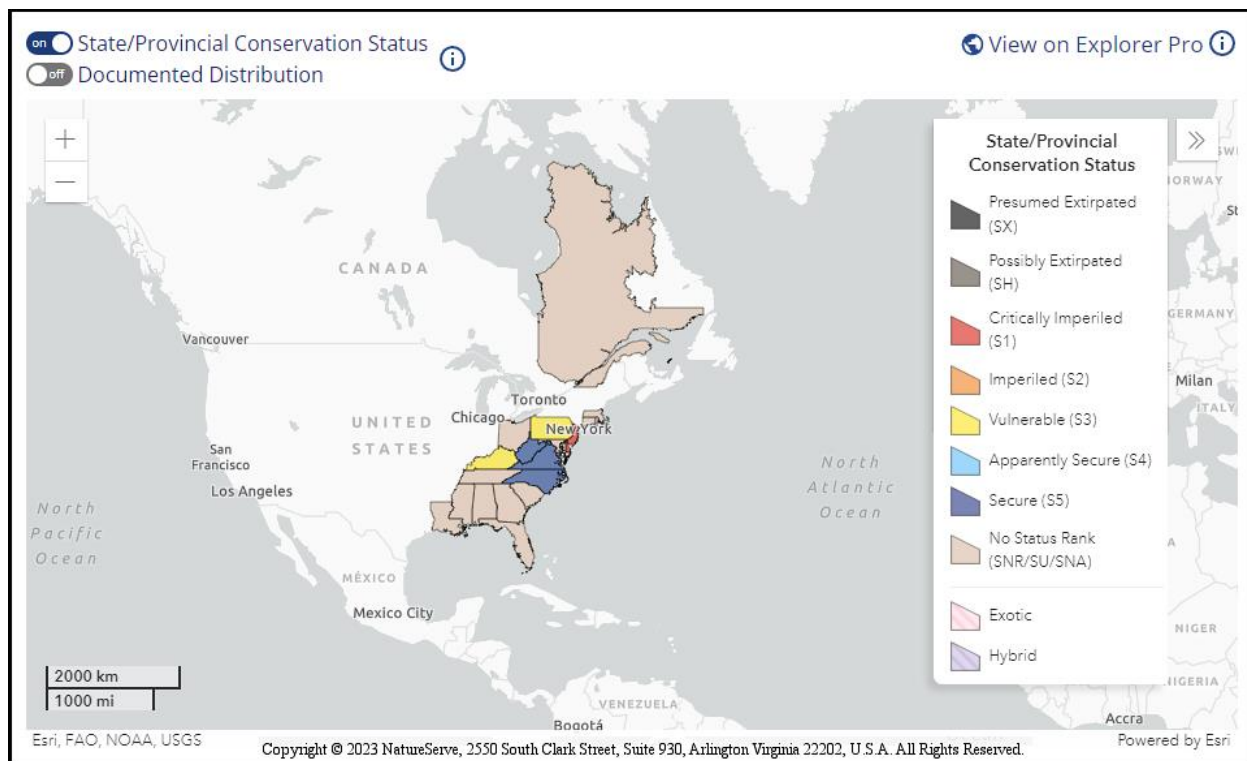 on State/Provincial Conservation Status
off Documented Distribution
View on Explorer Pro
State/Provincial
Conservation Status
Presumed Extirpated
(SX)
Possibly Extirpated
(SH)
Critically Imperiled
(S1)
Imperiled (S2)
Vulnerable (S3)
Apparently Secure (S4)
Secure (S5)
No Status Rank
(SNR/SU/SNA)
Exotic
Hybrid
CANADA
Vancouver
Toronto
Chicago
New York
UNITED
STATES
San
Francisco
Los Angeles
North
Pacific
Ocean
North
Atlantic
Ocean
MÉXICO
Mexico City
VENEZUELA
Bogotá
ORWAY
St
GERMANY
Milan
ITALY
NIGER
NIGERIA
Accra
2000 km
1000 mi
Esri, FAO, NOAA, USGS
Copyright © 2023 NatureServe, 2550 South Clark Street, Suite 930, Arlington Virginia 22202, U.S.A. All Rights Reserved.
Powered by Esri